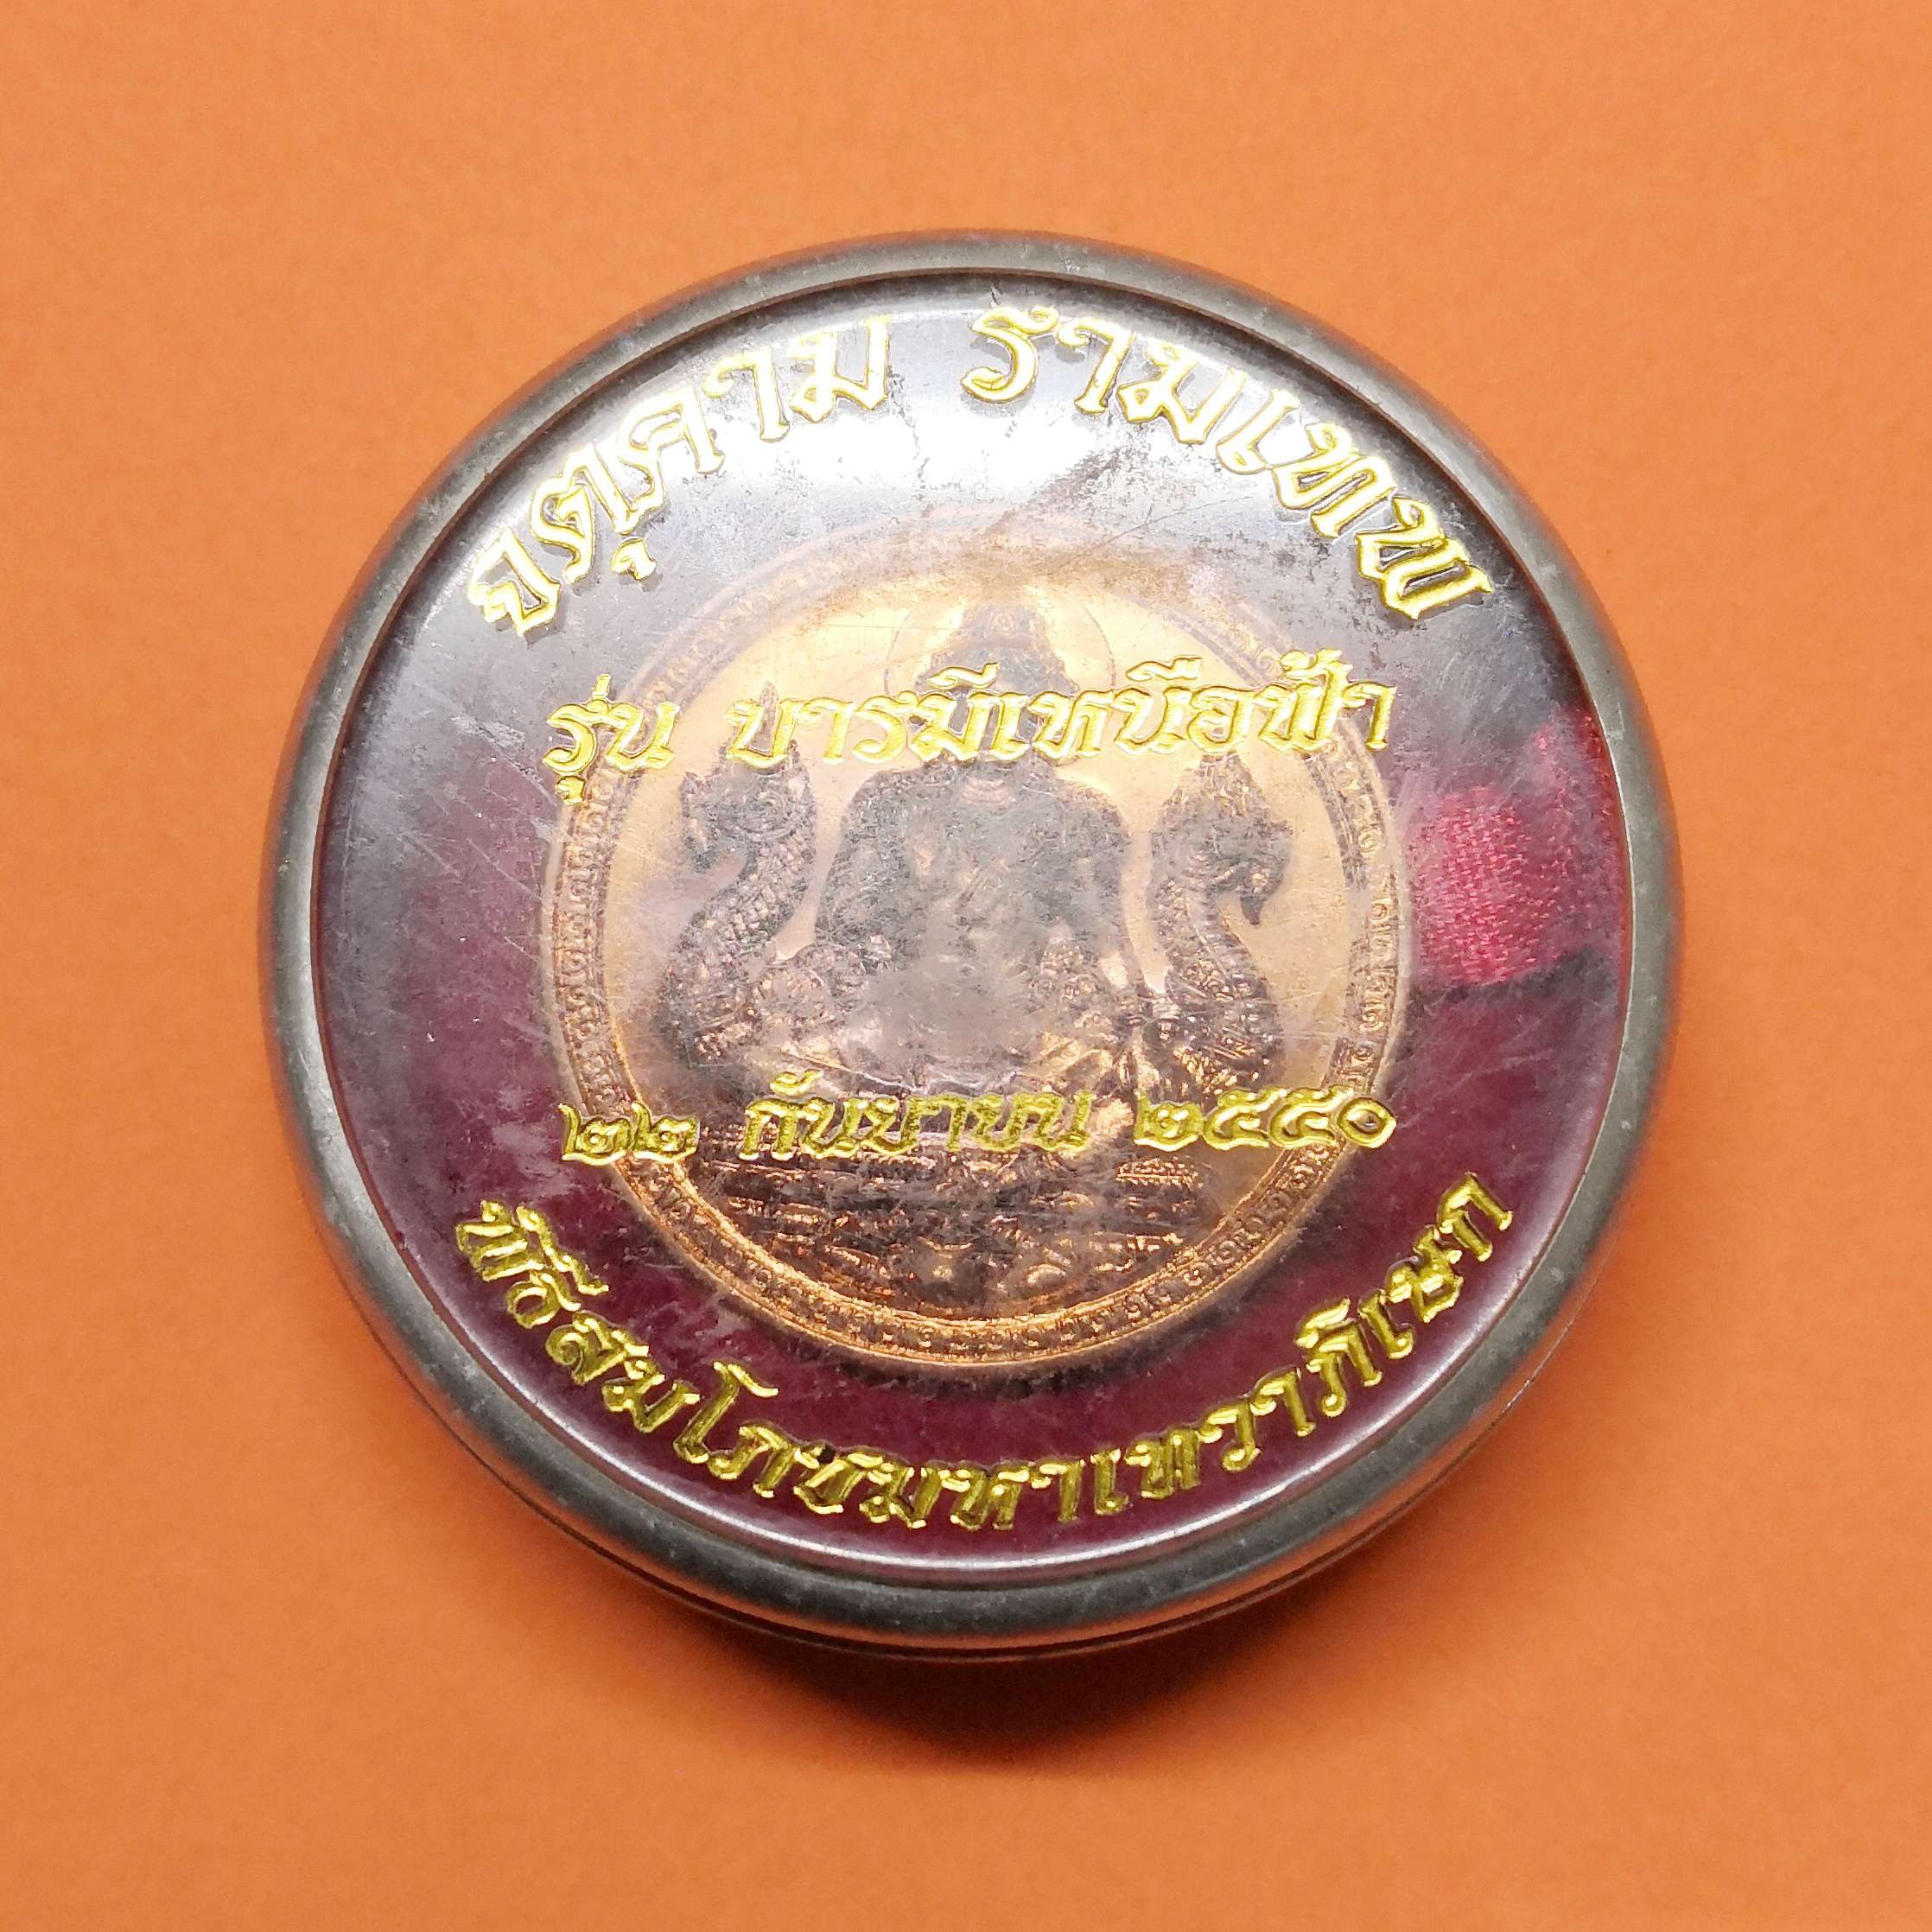 จตุคาม รามเทพ
รุ่น บารมีเหนือฟ้า
๒๒ กันยายน ๒๕๕๐
พิธีสมโภชมหาเทวาภิเษก